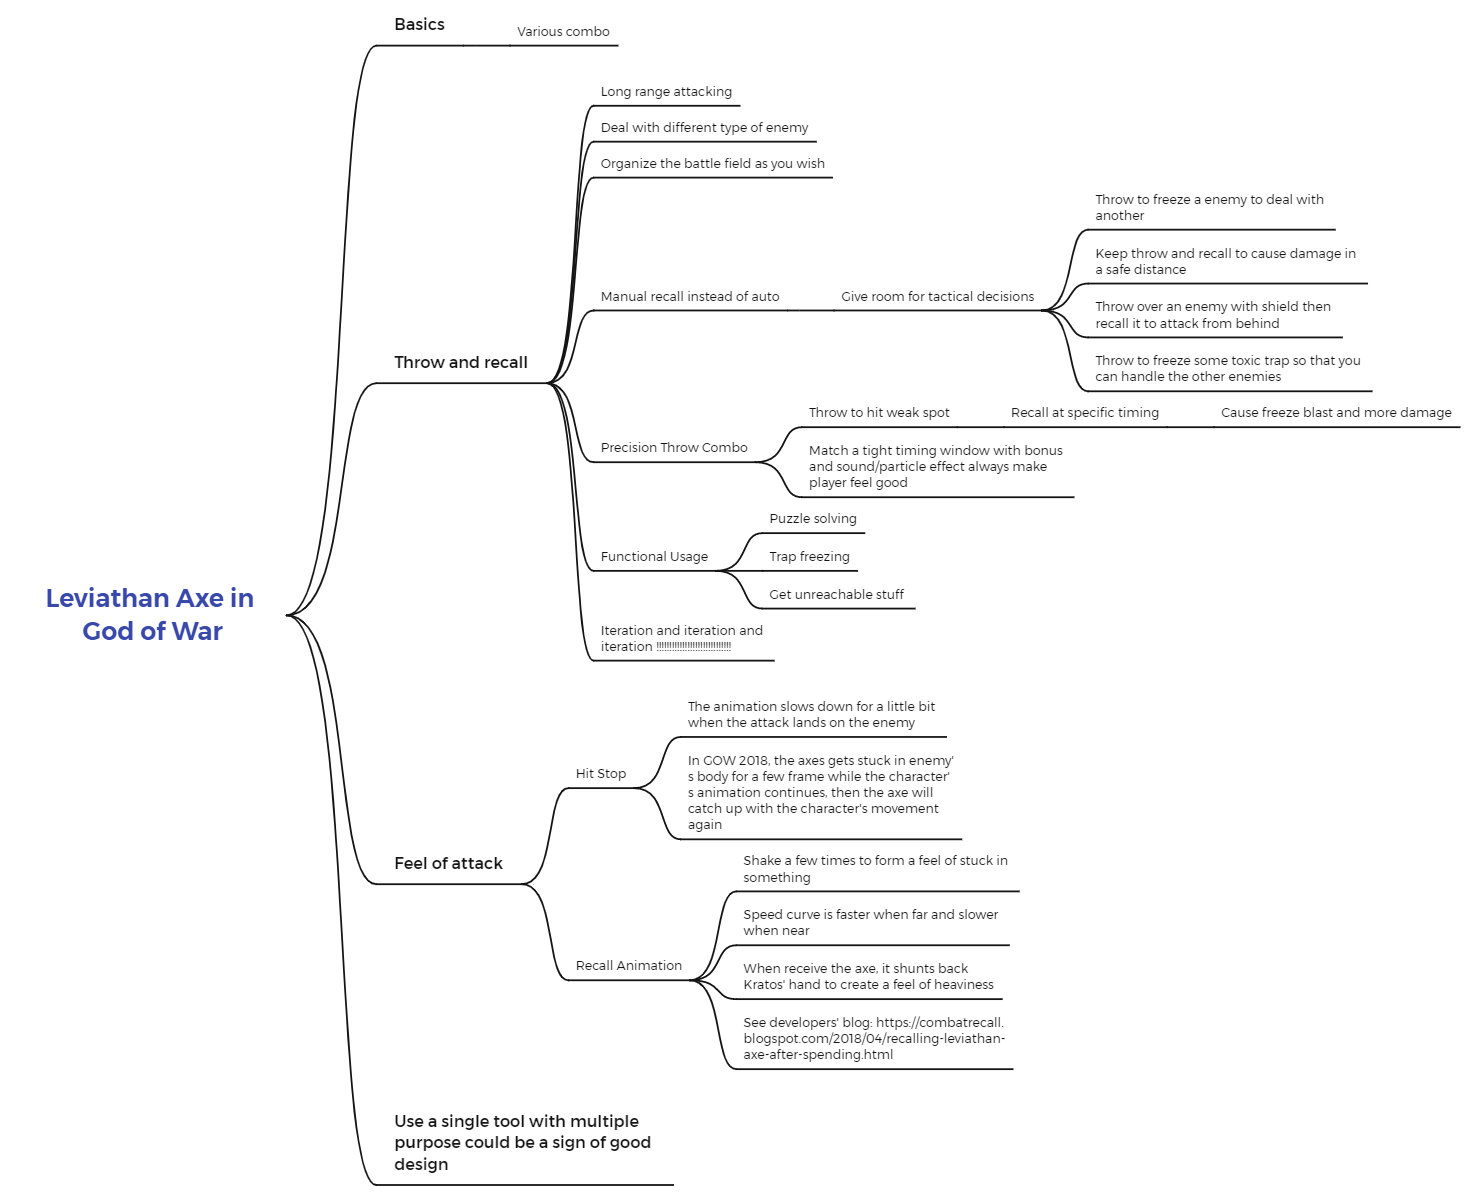 Basics
Various combo
Long range attacking
Deal with different type of enemy
Organize the battle field as you wish
Throw to freeze a enemy to deal with
another
Keep throw and recall to cause damage in
a safe distance
Manual recall instead of auto
Give room for tactical decisions
Throw over an enemy with shield then
recall it to attack from behind
Throw to freeze some toxic trap so that you
can handle the other enemies
Throw and recall
Throw to hit weak spot
Recall at specific timing
Cause freeze blast and more damage
Precision Throw Combo
Match a tight timing window with bonus
and sound/particle effect always make
player feel good
Puzzle solving
Functional Usage
Trap freezing
Get unreachable stuff
Leviathan Axe in
God of War
Iteration and iteration and
iteration !!!!!!!!!!!!!!!!!!!!!!!!!!!!!
The animation slows down for a little bit
when the attack lands on the enemy
Hit Stop
In GOW 2018, the axes gets stuck in enemy'
s body for a few frame while the character'
s animation continues, then the axe will
catch up with the character's movement
again
Feel of attack
Shake a few times to form a feel of stuck in
something
Speed curve is faster when far and slower
when near
Recall Animation
When receive the axe, it shunts back
Kratos' hand to create a feel of heaviness
See developers' blog: https://combatrecall.
blogspot.com/2018/04/recalling-leviathan-
axe-after-spending.html
Use a single tool with multiple
purpose could be a sign of good
design